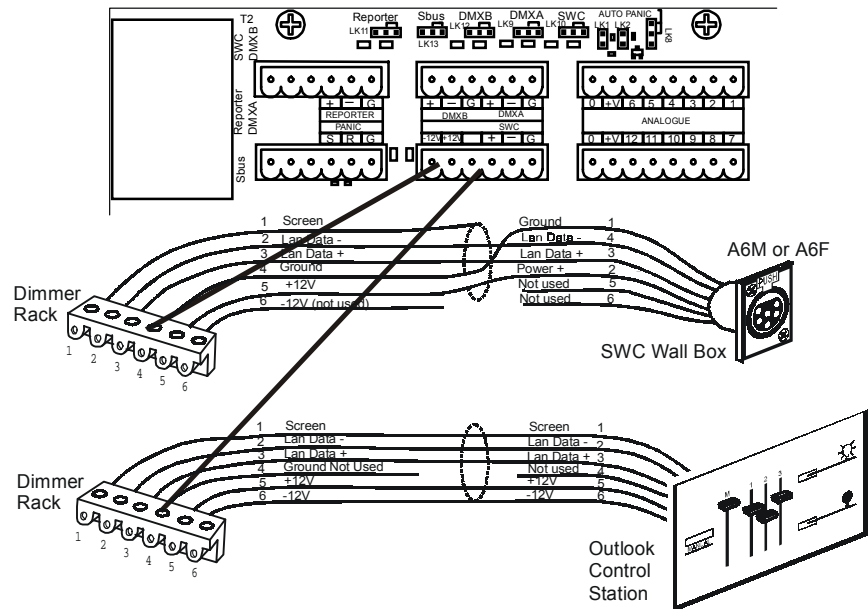 T2
SWC
DMXB
Reporter
DMXA
Sbus
Reporter Sbus DMXB DMXA SWC AUTO PANIC
LK11 LK13 LK12 LK9 LK10 LK1 LK2 LK8
+ — G + — G + — G 0 +V 6 5 4 3 2 1
REPORTER DMXB DMXA ANALOGUE
PANIC SWC
S R G -12V +12V + — G 0 +V 12 11 10 9 8 7
1 Screen Ground 1
2 Lan Data - Lan Data - 4
3 Lan Data + Lan Data + 3
4 Ground Power + 2
5 +12V Not used 5
6 -12V (not used) Not used 6
A6M or A6F
PUSH
SWC Wall Box
Dimmer
Rack
1 2 3 4 5 6
1 Screen Screen 1
2 Lan Data - Lan Data - 2
3 Lan Data + Lan Data + 3
4 Ground Not Used Not used 4
5 +12V +12V 5
6 -12V -12V 6
Dimmer
Rack
1 2 3 4 5 6
M 1 2 3
Outlook
Control
Station